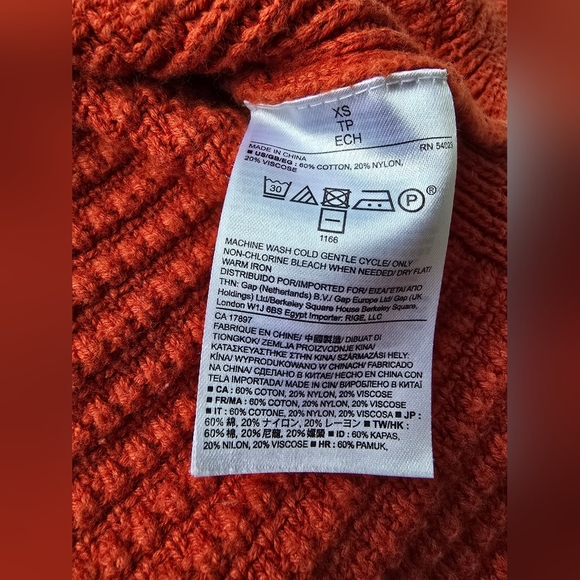 XS
TP
ECH
MADE IN CHINA
RN 54023
■ US/GB/EG : 60% COTTON, 20% NYLON,
20% VISCOSE
30
P®
1166
MACHINE WASH COLD GENTLE CYCLE/ ONLY
NON-CHLORINE BLEACH WHEN NEEDED/ DRY FLAT/
WARM IRON
DISTRIBUIDO POR/IMPORTED FOR/ ΕΙΣΑΓΕΤΑΙ ΑΠΟ
ΤΗΝ: Gap (Netherlands) B.V./ Gap Europe Ltd/ Gap (UK
Holdings) Ltd/Berkeley Square House Berkeley Square,
London W1J 6BS Egypt Importer: RIGE, LLC
CA 17897
FABRIQUE EN CHINE/ 中國製造/ DIBUAT DI
TIONGKOK/ ZEMLJA PROIZVODNJE KINA/
ΚΑΤΑΣΚΕΥΑΣΤΗΚΕ ΣΤΗΝ ΚΙΝΑ/ SZÁRMAZÁSI HELY:
KÍNA/ WYPRODUKOWANO W CHINACH/ FABRICADO
NA CHINA/ СДЕЛАНО В КИТАЕ/ HECHO EN CHINA
TELA IMPORTADA/ MADE IN CIN/ ВИРОБЛЕНО В КИТАЇ
■ CA : 60% COTON, 20% NYLON, 20% VISCOSE
■ FR/MA : 60% COTON, 20% NYLON, 20% VISCOSE
■ IT : 60% COTONE, 20% NYLON, 20% VISCOSA ■ JP :
60% 綿, 20% ナイロン, 20% レーヨン ■ TW/HK :
60% 棉, 20% 尼龍, 20% 嫘縈 ■ ID : 60% KAPAS,
20% NILON, 20% VISCOSE ■ HR : 60% PAMUK,